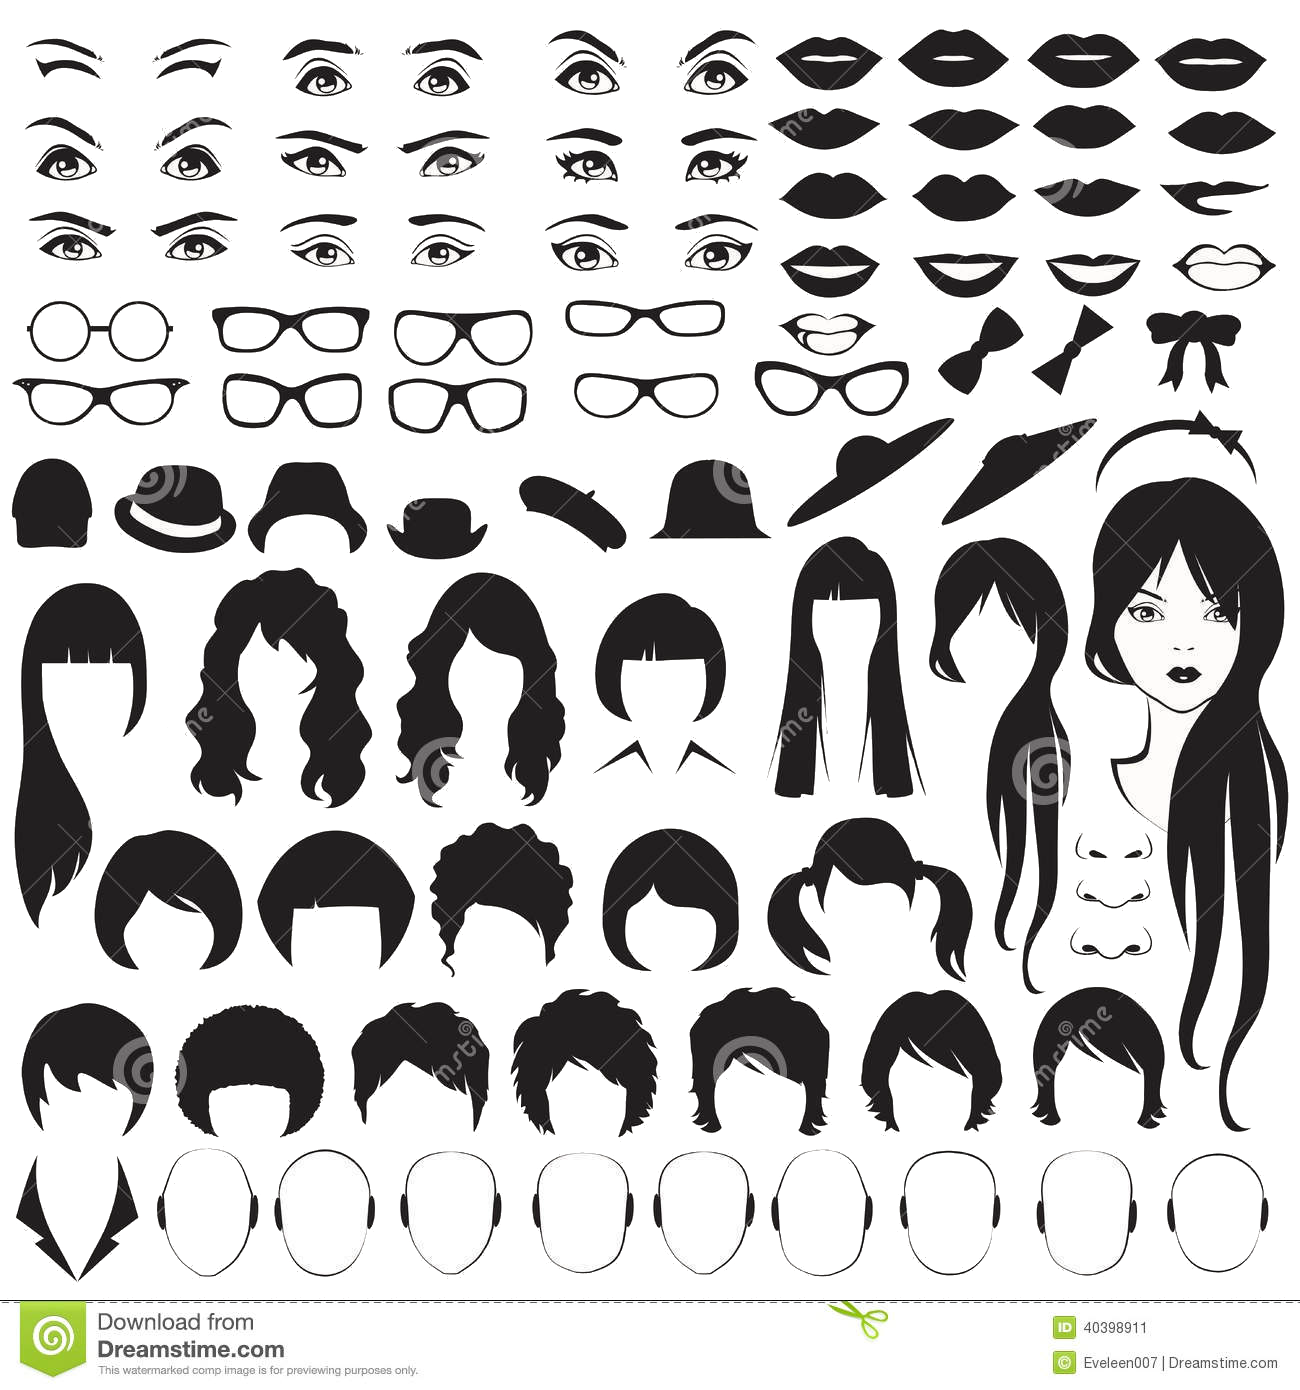 Download from
Dreamstime.com
This watermarked comp image is for previewing purposes only.
ID 40398911
© Eveleen007 | Dreamstime.com